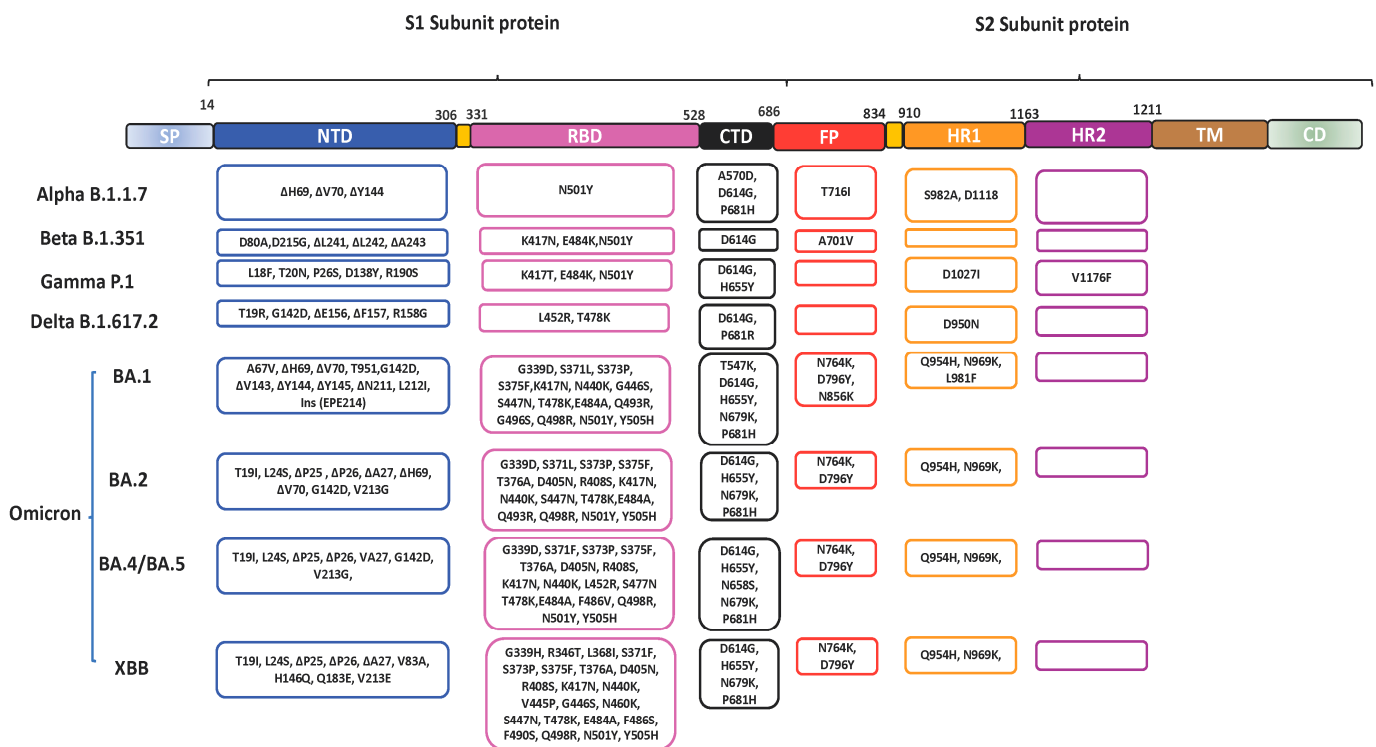 S1 Subunit protein
S2 Subunit protein
14
306
331
528
686
834
910
1163
1211
SP
NTD
RBD
CTD
FP
HR1
HR2
TM
CD
Alpha B.1.1.7
ΔH69, ΔV70, ΔY144
N501Y
A570D,
D614G,
P681H
T716I
S982A, D1118
Beta B.1.351
D80A,D215G, ΔL241, ΔL242, ΔA243
K417N, E484K,N501Y
D614G
A701V
Gamma P.1
L18F, T20N, P26S, D138Y, R190S
K417T, E484K, N501Y
D614G,
H655Y
D1027I
V1176F
Delta B.1.617.2
T19R, G142D, ΔE156, ΔF157, R158G
L452R, T478K
D614G,
P681R
D950N
Omicron
BA.1
A67V, ΔH69, ΔV70, T951,G142D,
ΔV143, ΔY144, ΔY145, ΔN211, L212I,
Ins (EPE214)
G339D, S371L, S373P,
S375F,K417N, N440K, G446S,
S447N, T478K,E484A, Q493R,
G496S, Q498R, N501Y, Y505H
T547K,
D614G,
H655Y,
N679K,
P681H
N764K,
D796Y,
N856K
Q954H, N969K,
L981F
BA.2
T19I, L24S, ΔP25 , ΔP26, ΔA27, ΔH69,
ΔV70, G142D, V213G
G339D, S371L, S373P, S375F,
T376A, D405N, R408S, K417N,
N440K, S447N, T478K,E484A,
Q493R, Q498R, N501Y, Y505H
D614G,
H655Y,
N679K,
P681H
N764K,
D796Y
Q954H, N969K,
BA.4/BA.5
T19I, L24S, ΔP25, ΔP26, VA27, G142D,
V213G,
G339D, S371F, S373P, S375F,
T376A, D405N, R408S,
K417N, N440K, L452R, S477N
T478K,E484A, F486V, Q498R,
N501Y, Y505H
D614G,
H655Y,
N658S,
N679K,
P681H
N764K,
D796Y
Q954H, N969K,
XBB
T19I, L24S, ΔP25, ΔP26, ΔA27, V83A,
H146Q, Q183E, V213E
G339H, R346T, L368I, S371F,
S373P, S375F, T376A, D405N,
R408S, K417N, N440K,
V445P, G446S, N460K,
S447N, T478K, E484A, F486S,
F490S, Q498R, N501Y, Y505H
D614G,
H655Y,
N679K,
P681H
N764K,
D796Y
Q954H, N969K,